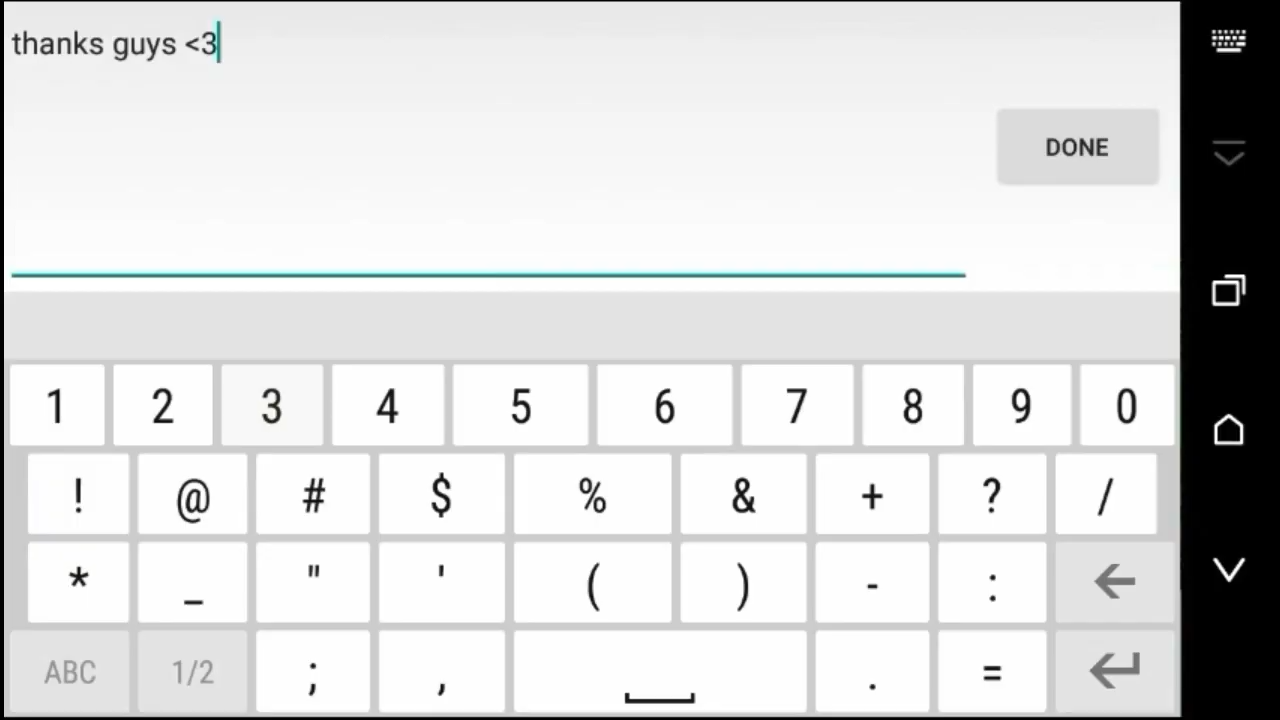 thanks guys <3
DONE
1 2 3 4 5 6 7 8 9 0
! @ # $ % & + ? /
* _ " ' ( ) - :
ABC 1/2 ; , . =